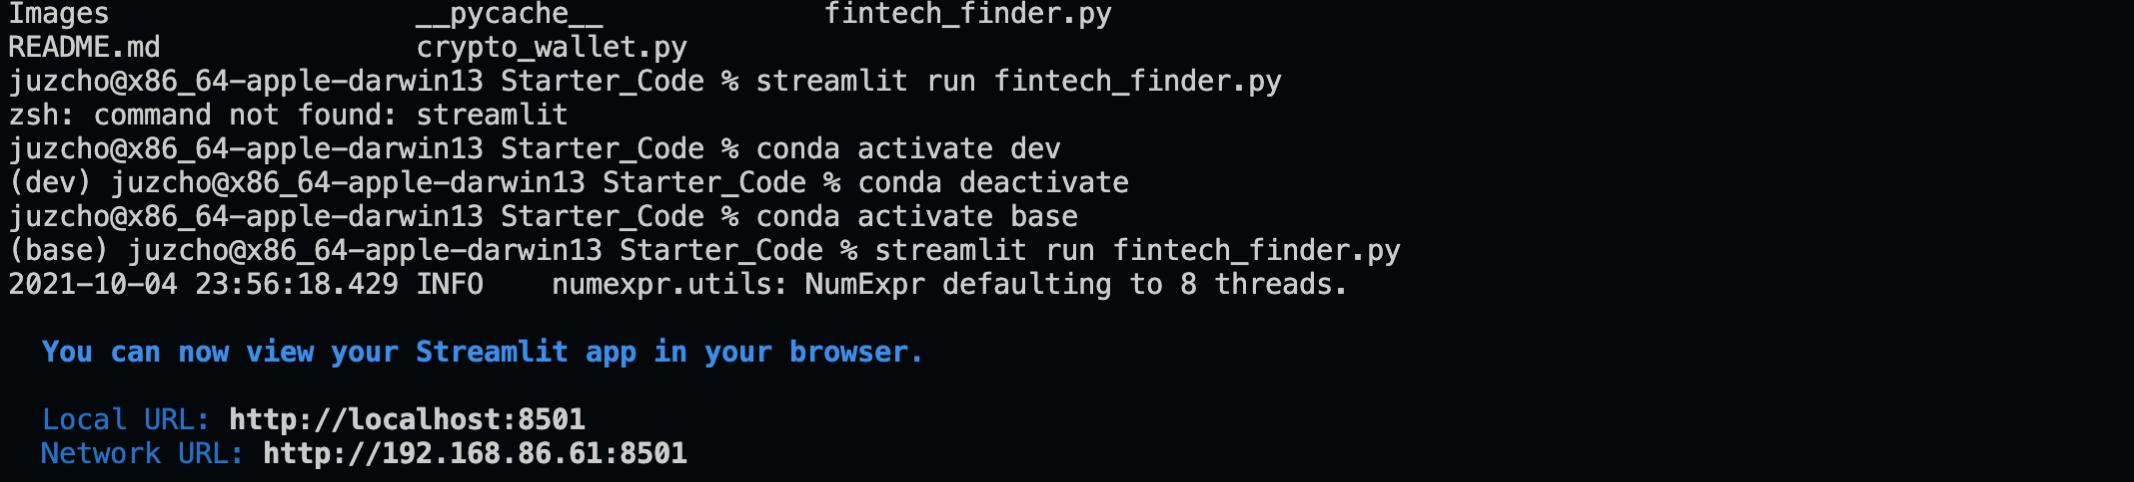 Images                  __pycache__             fintech_finder.py
README.md               crypto_wallet.py
juzcho@x86_64-apple-darwin13 Starter_Code % streamlit run fintech_finder.py
zsh: command not found: streamlit
juzcho@x86_64-apple-darwin13 Starter_Code % conda activate dev
(dev) juzcho@x86_64-apple-darwin13 Starter_Code % conda deactivate
juzcho@x86_64-apple-darwin13 Starter_Code % conda activate base
(base) juzcho@x86_64-apple-darwin13 Starter_Code % streamlit run fintech_finder.py
2021-10-04 23:56:18.429 INFO    numexpr.utils: NumExpr defaulting to 8 threads.
You can now view your Streamlit app in your browser.
Local URL: http://localhost:8501
Network URL: http://192.168.86.61:8501